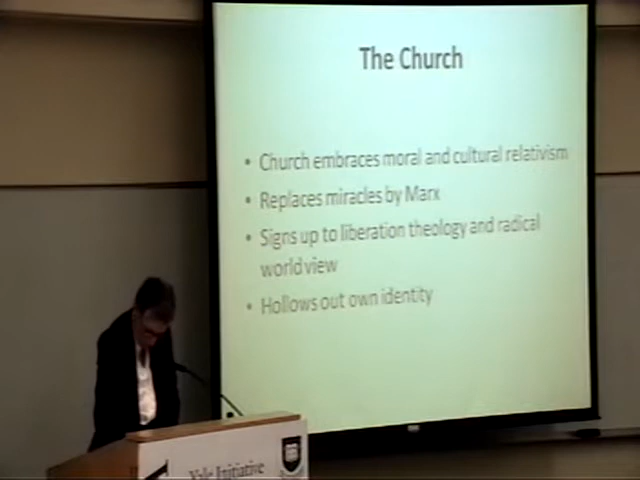 The Church
• Church embraces moral and cultural relativism
• Replaces miracles by Marx
• Signs up to liberation theology and radical
world view
• Hollows out own identity
Yale Initiative